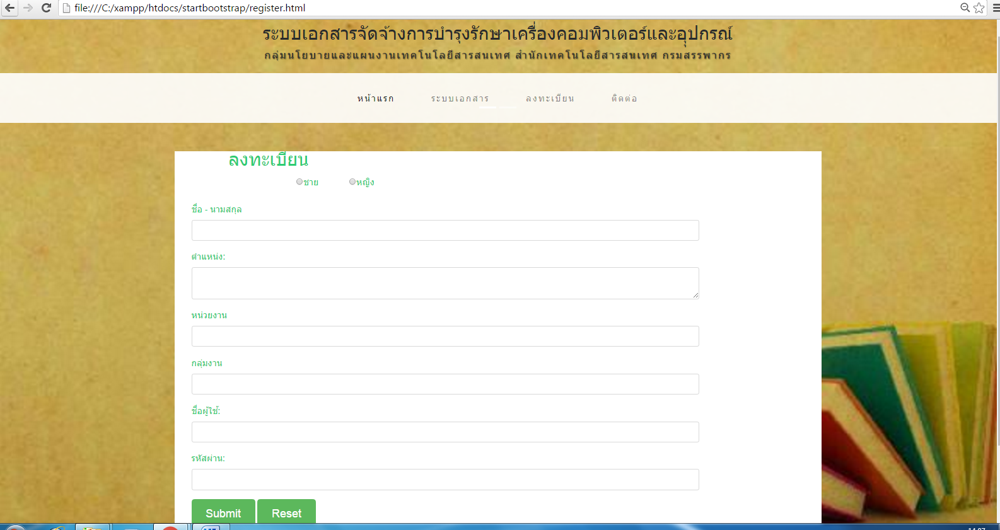 file:///C:/xampp/htdocs/startbootstrap/register.html
ระบบเอกสารจัดจ้างการบำรุงรักษาเครื่องคอมพิวเตอร์และอุปกรณ์
กลุ่มนโยบายและแผนงานเทคโนโลยีสารสนเทศ สำนักเทคโนโลยีสารสนเทศ กรมสรรพากร
หน้าแรก ระบบเอกสาร ลงทะเบียน ติดต่อ
ลงทะเบียน
ชาย หญิง
ชื่อ - นามสกุล
ตำแหน่ง:
หน่วยงาน
กลุ่มงาน
ชื่อผู้ใช้:
รหัสผ่าน:
Submit Reset